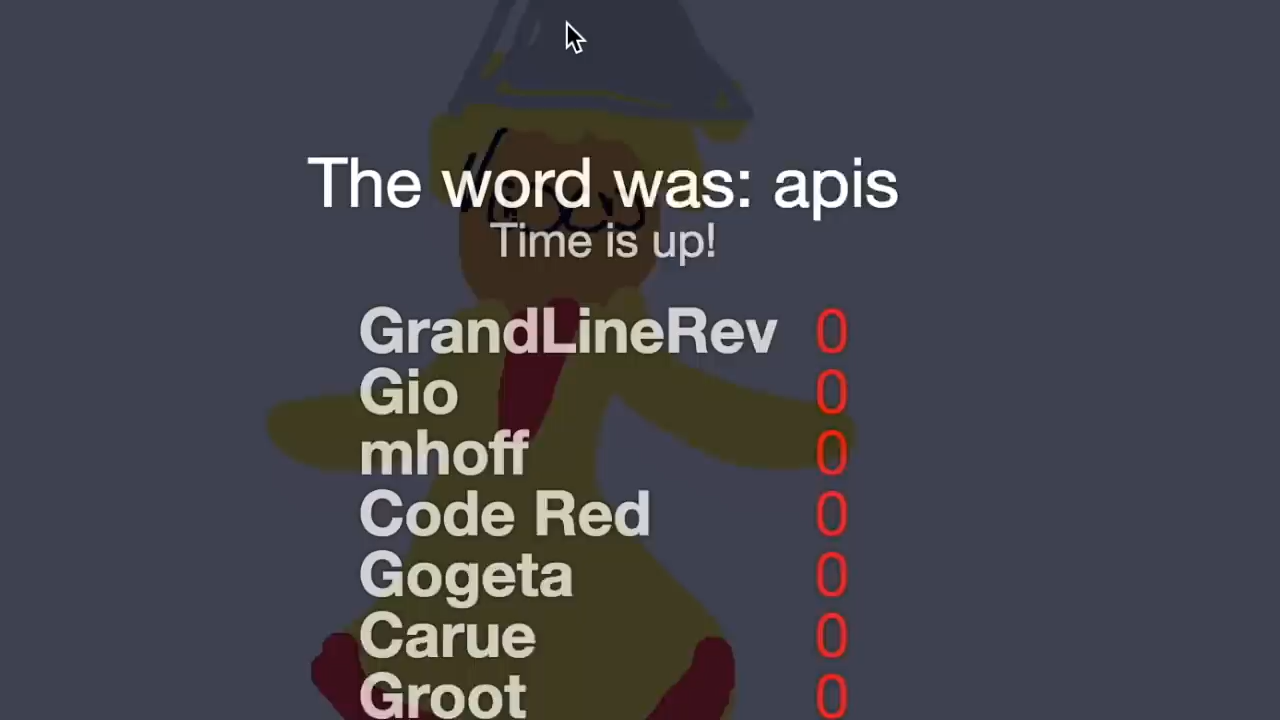 The word was: apis
Time is up!
GrandLineRev 0
Gio 0
mhoff 0
Code Red 0
Gogeta 0
Carue 0
Groot 0